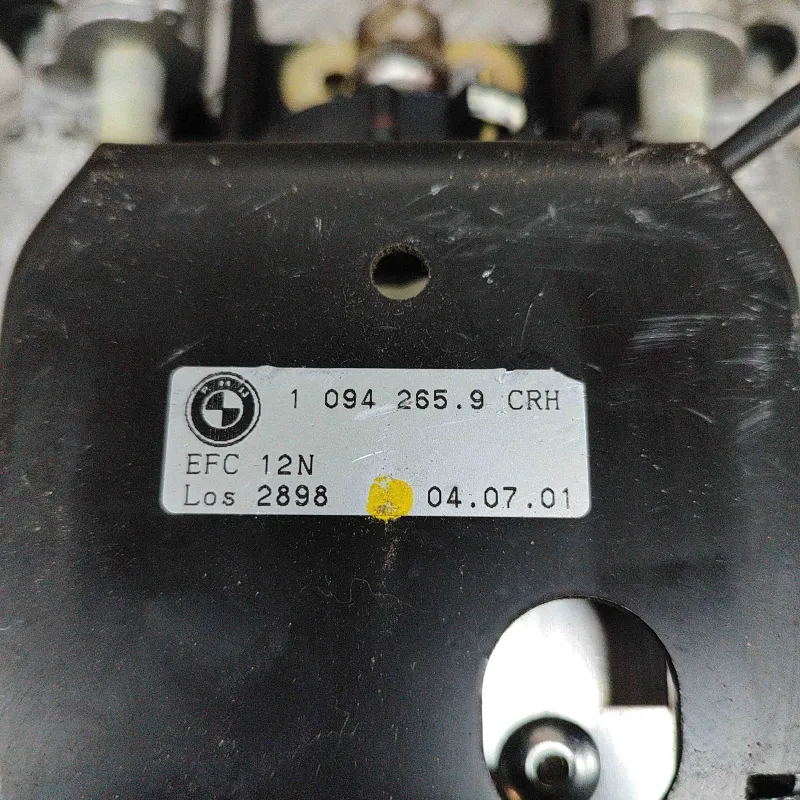 1 094 265.9 CRH
EFC 12N
Los 2898 04.07.01